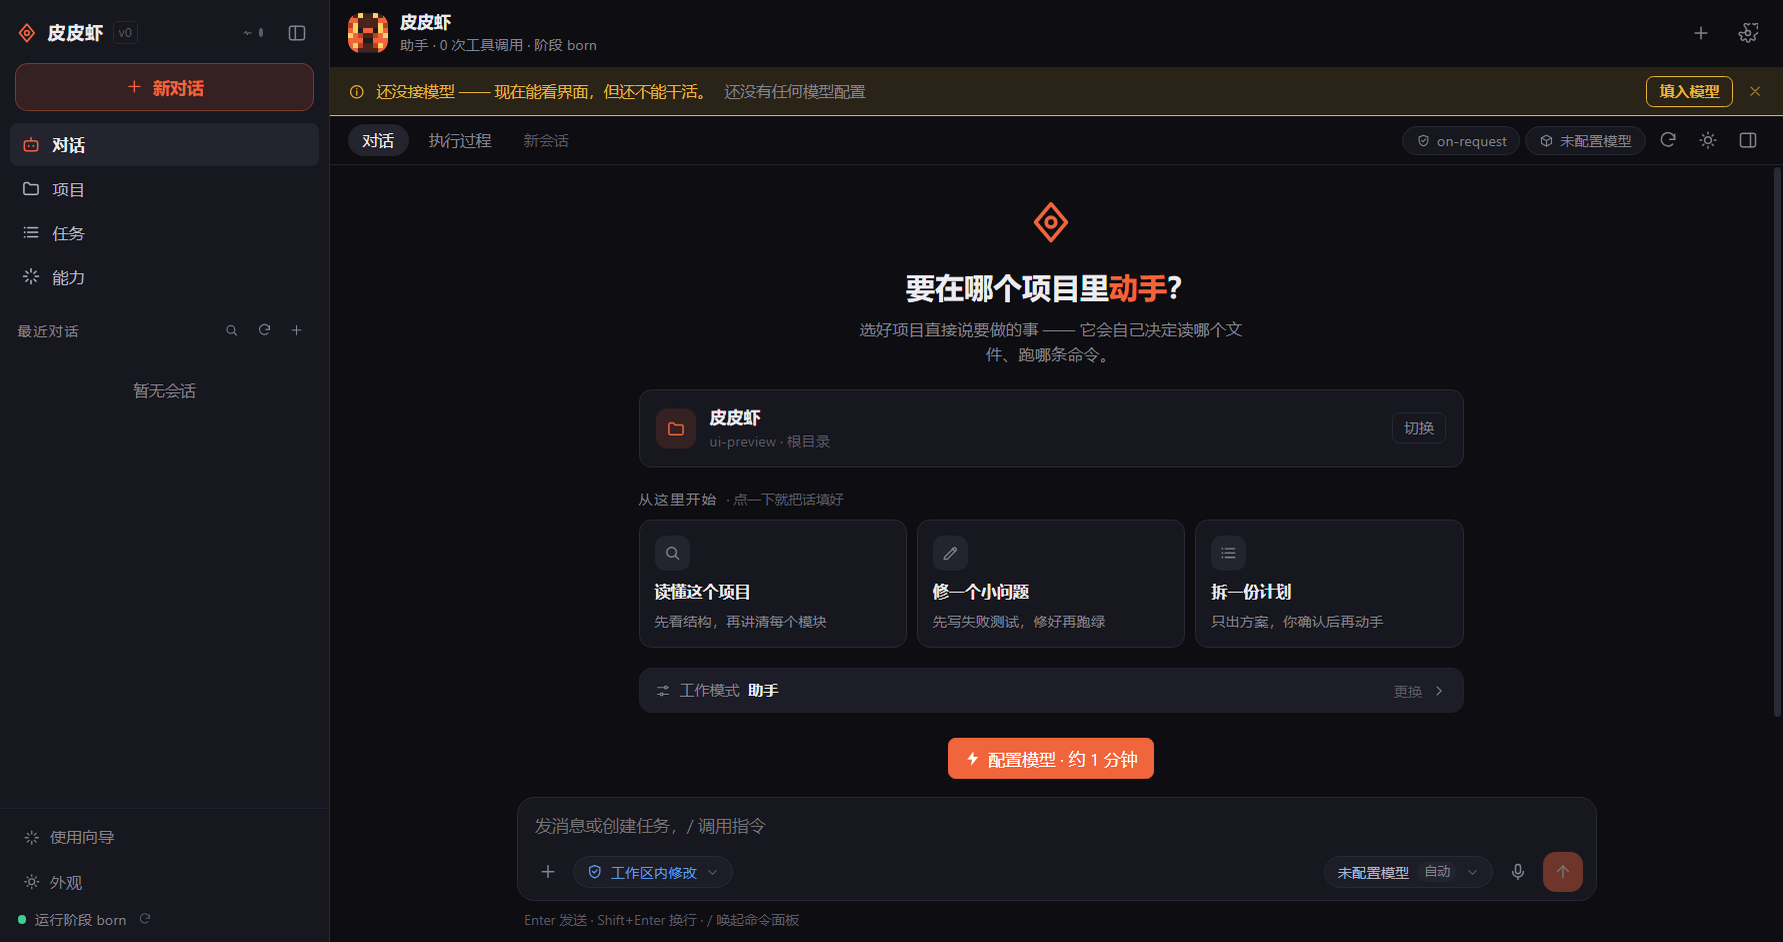 皮皮虾 v0
新对话
对话
项目
任务
能力
最近对话
暂无会话
使用向导
外观
运行阶段 born
皮皮虾
助手 · 0 次工具调用 · 阶段 born
还没接模型 —— 现在能看界面，但还不能干活。 还没有任何模型配置
填入模型
对话 执行过程 新会话
on-request 未配置模型
要在哪个项目里动手？
选好项目直接说要做的事 —— 它会自己决定读哪个文
件、跑哪条命令。
皮皮虾
ui-preview · 根目录
切换
从这里开始 · 点一下就把话填好
读懂这个项目
先看结构，再讲清每个模块
修一个小问题
先写失败测试，修好再跑绿
拆一份计划
只出方案，你确认后再动手
工作模式 助手
更换
配置模型 · 约 1 分钟
发消息或创建任务，/ 调用指令
工作区内修改
未配置模型 自动
Enter 发送 · Shift+Enter 换行 · / 唤起命令面板